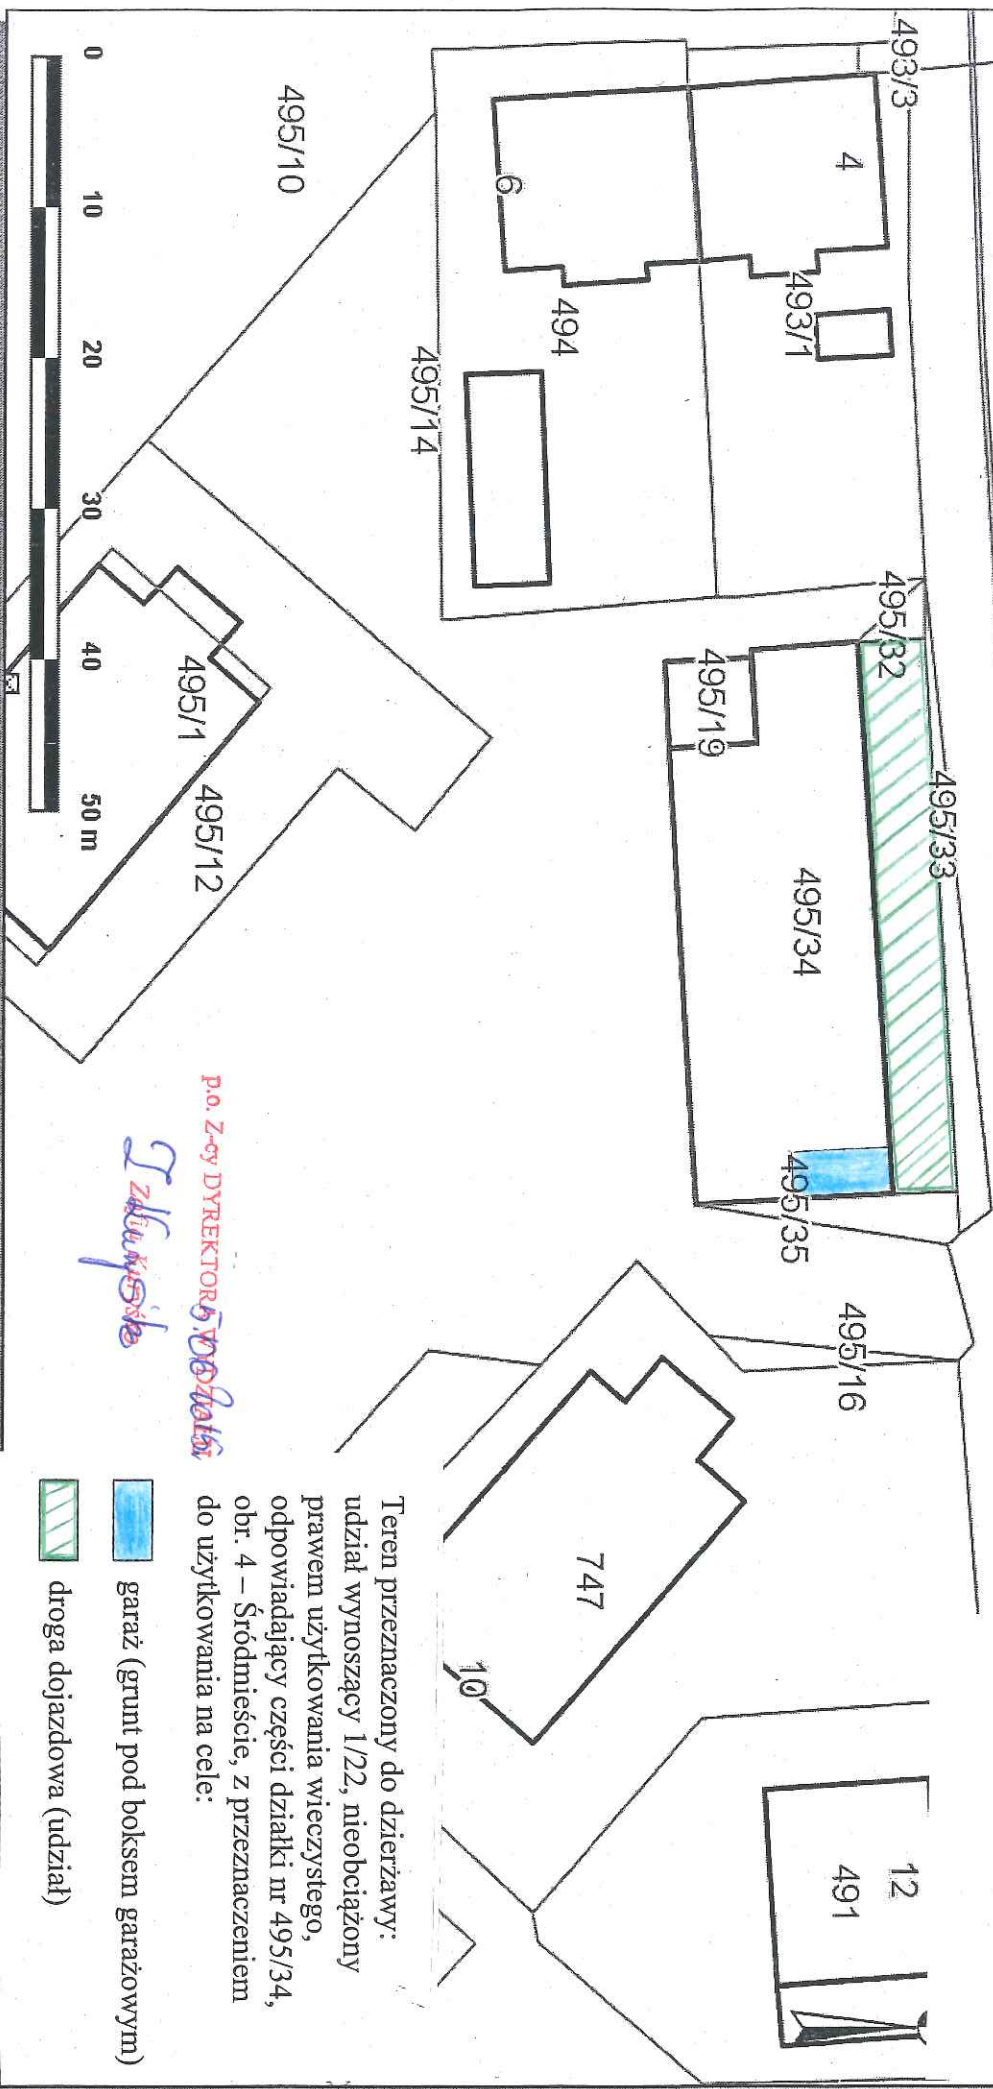 493/3
4
493/1
6
494
495/10
495/14
495/32
495/33
495/19
495/34
495/35
495/1
495/12
495/16
747
10
12
491
0 10 20 30 40 50 m
p.o. Z-cy DYREKTORA WYDZIAŁU
Teren przeznaczony do dzierżawy:
udział wynoszący 1/22, nieobciążony
prawem użytkowania wieczystego,
odpowiadający części działki nr 495/34,
obr. 4 – Śródmieście, z przeznaczeniem
do użytkowania na cele:
garaż (grunt pod boksem garażowym)
droga dojazdowa (udział)